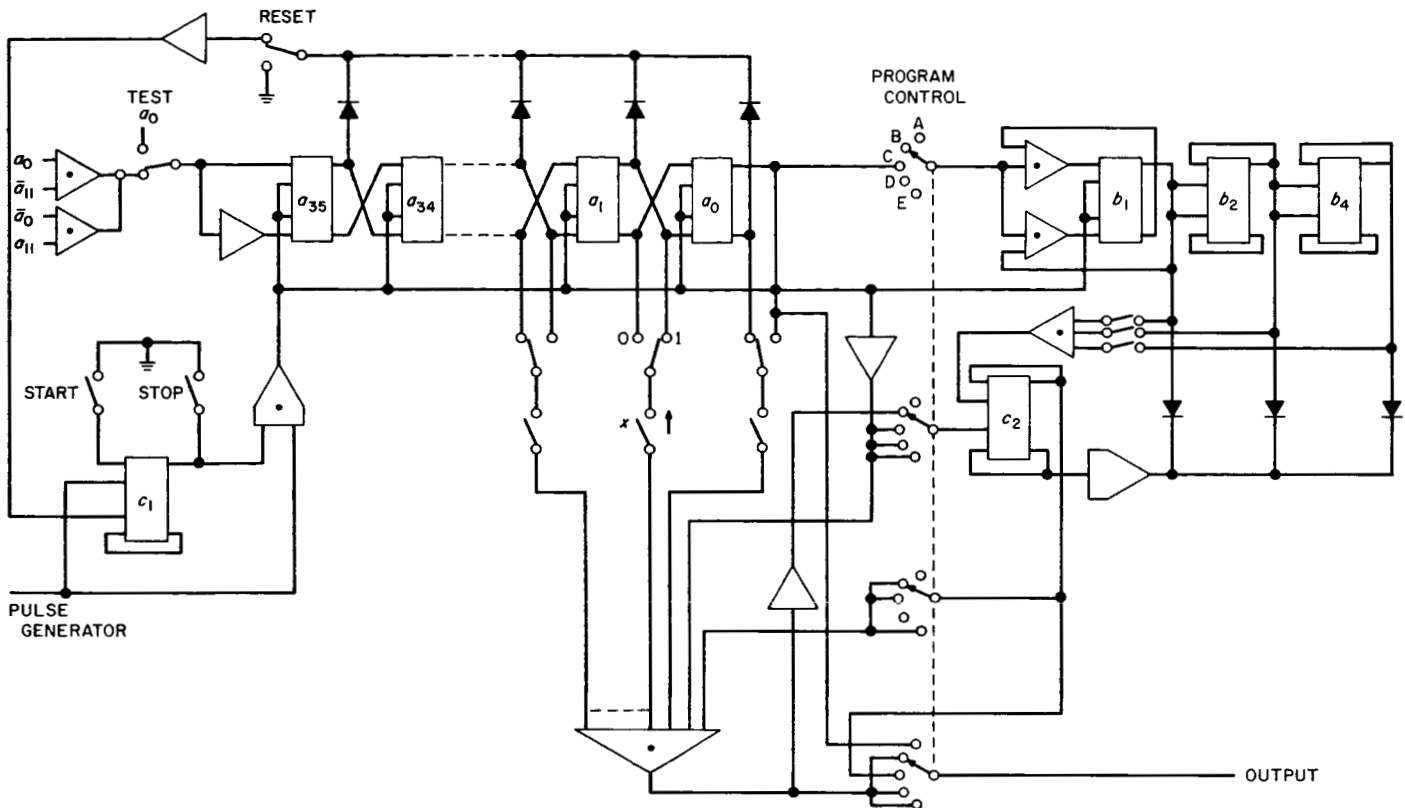 RESET
TEST
a0
PROGRAM
CONTROL
A
B
C
D
E
a0
ā11
ā0
a11
a35
a34
a1
a0
b1
b2
b4
0
1
START
STOP
x
c2
c1
PULSE
GENERATOR
OUTPUT